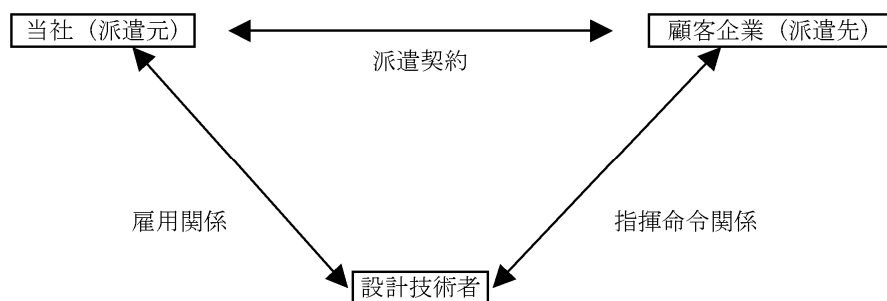 当社（派遣元）
顧客企業（派遣先）
派遣契約
雇用関係
指揮命令関係
設計技術者